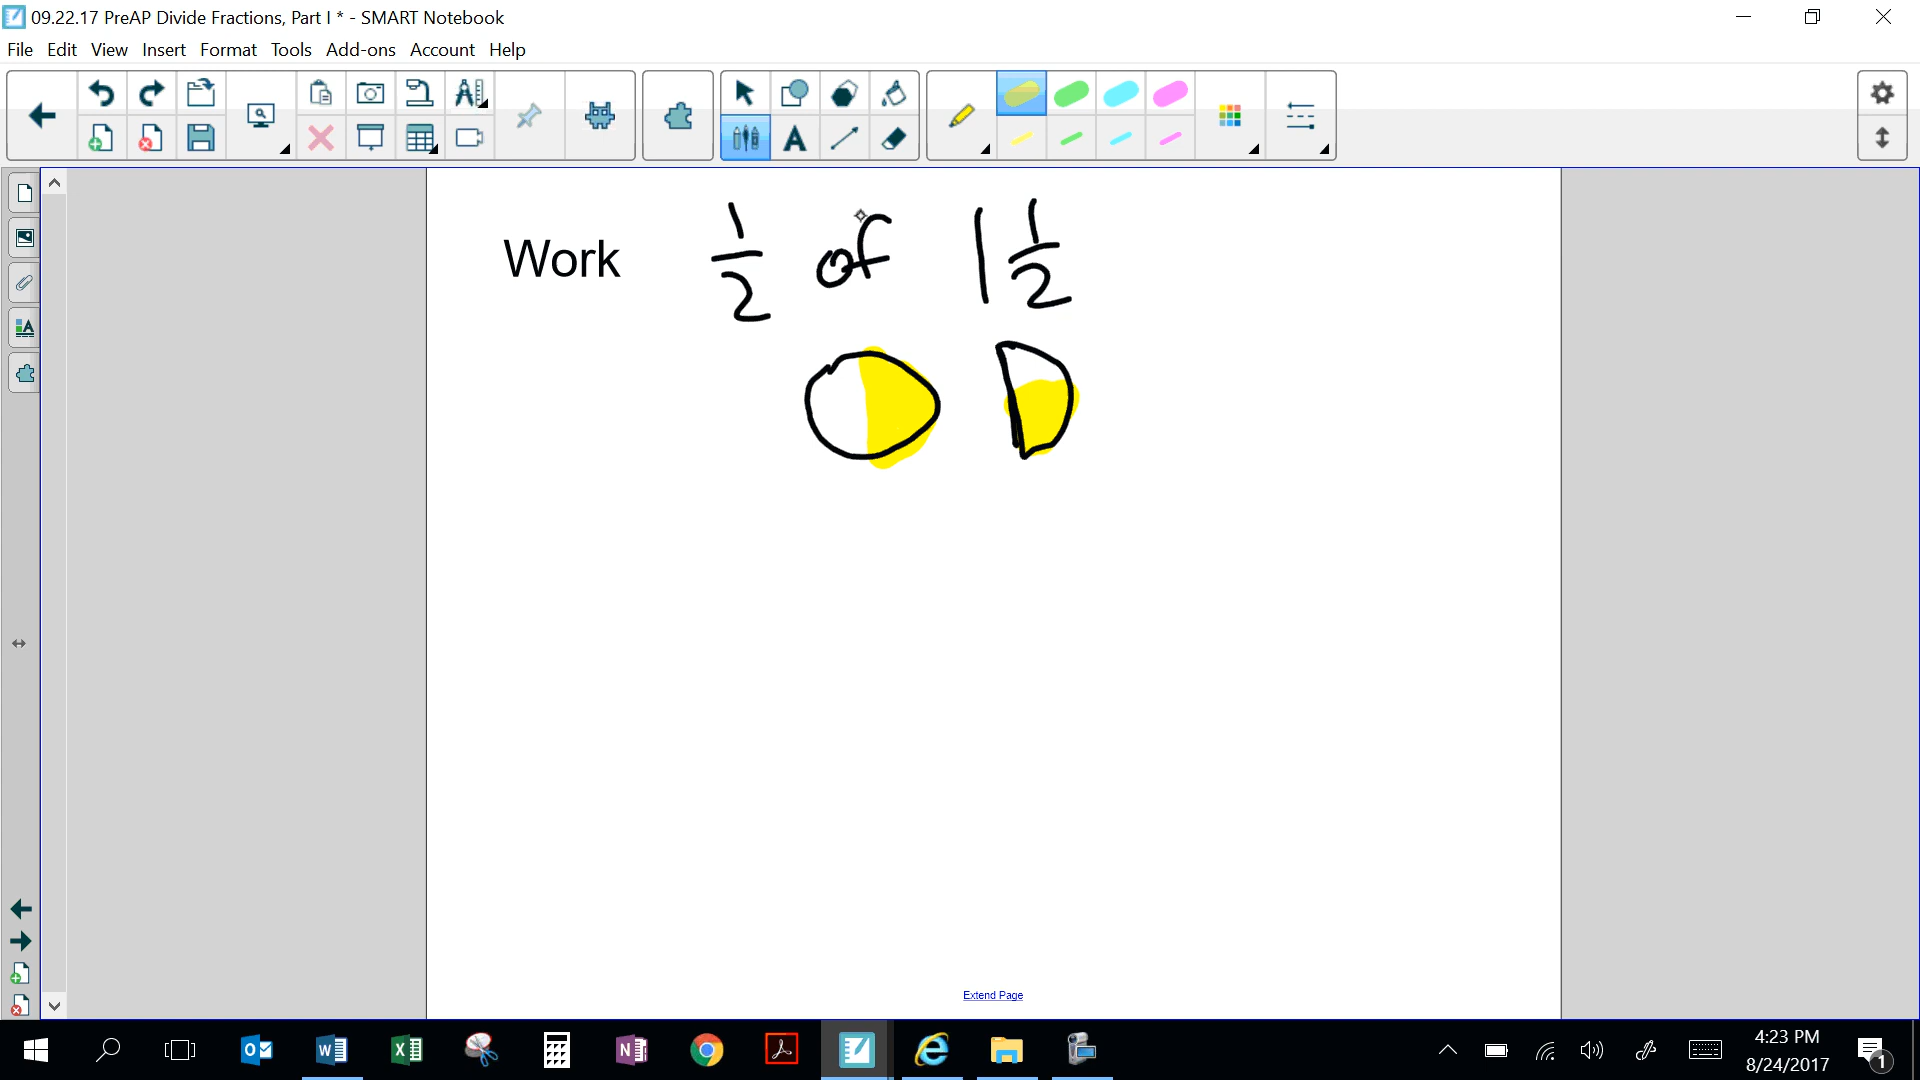 09.22.17 PreAP Divide Fractions, Part I * - SMART Notebook
File Edit View Insert Format Tools Add-ons Account Help
Work 1/2 of 1 1/2
Extend Page
4:23 PM
8/24/2017
1